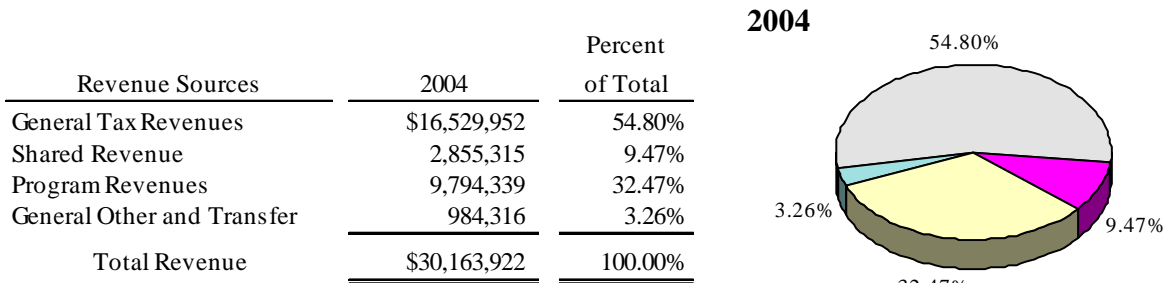 2004
54.80%
Percent
Revenue Sources 2004 of Total
General Tax Revenues $16,529,952 54.80%
Shared Revenue 2,855,315 9.47%
Program Revenues 9,794,339 32.47%
General Other and Transfer 984,316 3.26%
3.26%
9.47%
Total Revenue $30,163,922 100.00%
32.47%